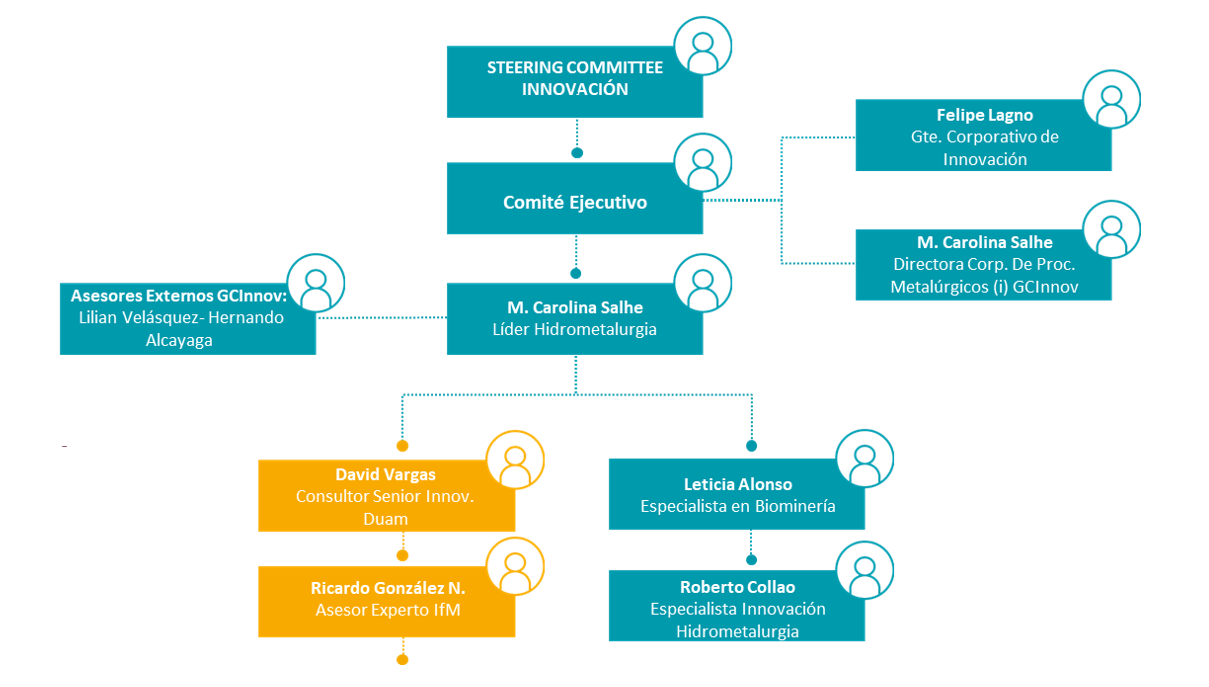 STEERING COMMITTEE
INNOVACIÓN
Felipe Lagno
Gte. Corporativo de
Innovación
Comité Ejecutivo
M. Carolina Salhe
Directora Corp. De Proc.
Metalúrgicos (i) GCInnov
Asesores Externos GCInnov:
Lilian Velásquez- Hernando
Alcayaga
M. Carolina Salhe
Líder Hidrometalurgia
David Vargas
Consultor Senior Innov.
Duam
Leticia Alonso
Especialista en Biominería
Ricardo González N.
Asesor Experto IfM
Roberto Collao
Especialista Innovación
Hidrometalurgia